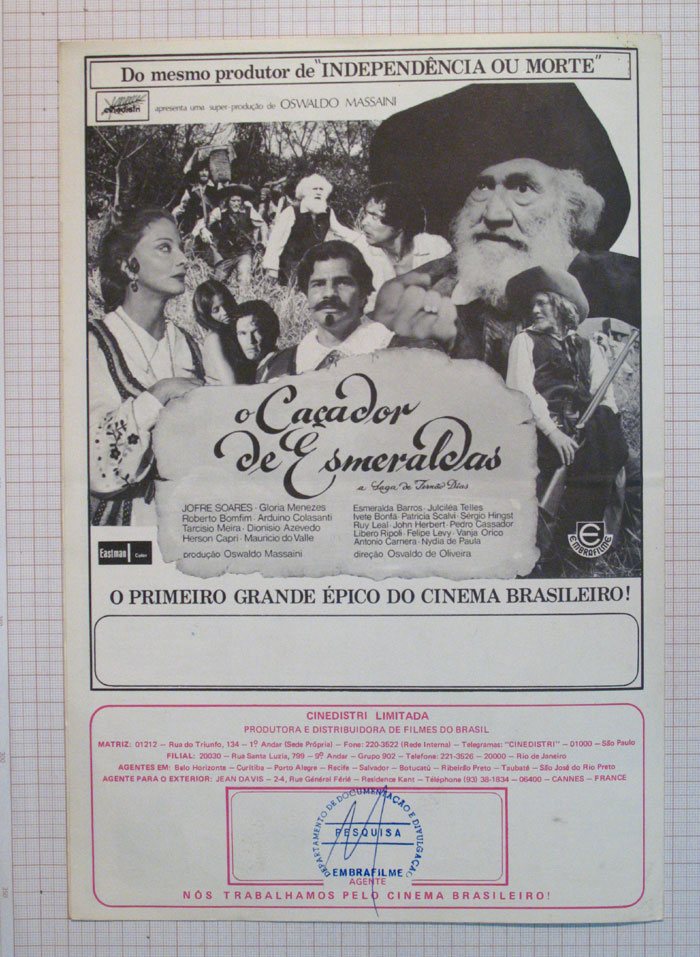 Do mesmo produtor de "INDEPENDÊNCIA OU MORTE"
cinedistri
apresenta uma super-produção de OSWALDO MASSAINI
o Caçador
de Esmeraldas
a Saga de Fernão Dias
JOFRE SOARES · Gloria Menezes
Roberto Bomfim · Arduino Colasanti
Tarcisio Meira · Dionisio Azevedo
Herson Capri · Mauricio do Valle
produção Oswaldo Massaini
Esmeralda Barros · Julciléa Telles
Ivete Bonfá · Patricia Scalvi · Sérgio Hingst
Ruy Leal · John Herbert · Pedro Cassador
Libero Ripoli · Felipe Levy · Vanja Orico
Antonio Carnera · Nydia de Paula
direção Osvaldo de Oliveira
Eastman Color
E
EMBRAFILME
O PRIMEIRO GRANDE ÉPICO DO CINEMA BRASILEIRO!
CINEDISTRI LIMITADA
PRODUTORA E DISTRIBUIDORA DE FILMES DO BRASIL
MATRIZ: 01212 — Rua do Triunfo, 134 — 1º Andar (Sede Própria) — Fone: 220-3522 (Rede Interna) — Telegramas: "CINEDISTRI" — 01000 — São Paulo
FILIAL: 20030 — Rua Santa Luzia, 799 — 9º Andar — Grupo 902 — Telefone: 221-3526 — 20000 — Rio de Janeiro
AGENTES EM: Belo Horizonte — Curitiba — Porto Alegre — Recife — Salvador — Botucatú — Ribeirão Preto — Taubaté — São José do Rio Preto
AGENTE PARA O EXTERIOR: JEAN DAVIS — 2-4, Rue Général Férié — Residence Kent — Téléphone (93) 38-1834 — 06400 — CANNES — FRANCE
DEPARTAMENTO DE DOCUMENTAÇÃO E DIVULGAÇÃO
PESQUISA
EMBRAFILME
AGENTE
NÓS TRABALHAMOS PELO CINEMA BRASILEIRO!